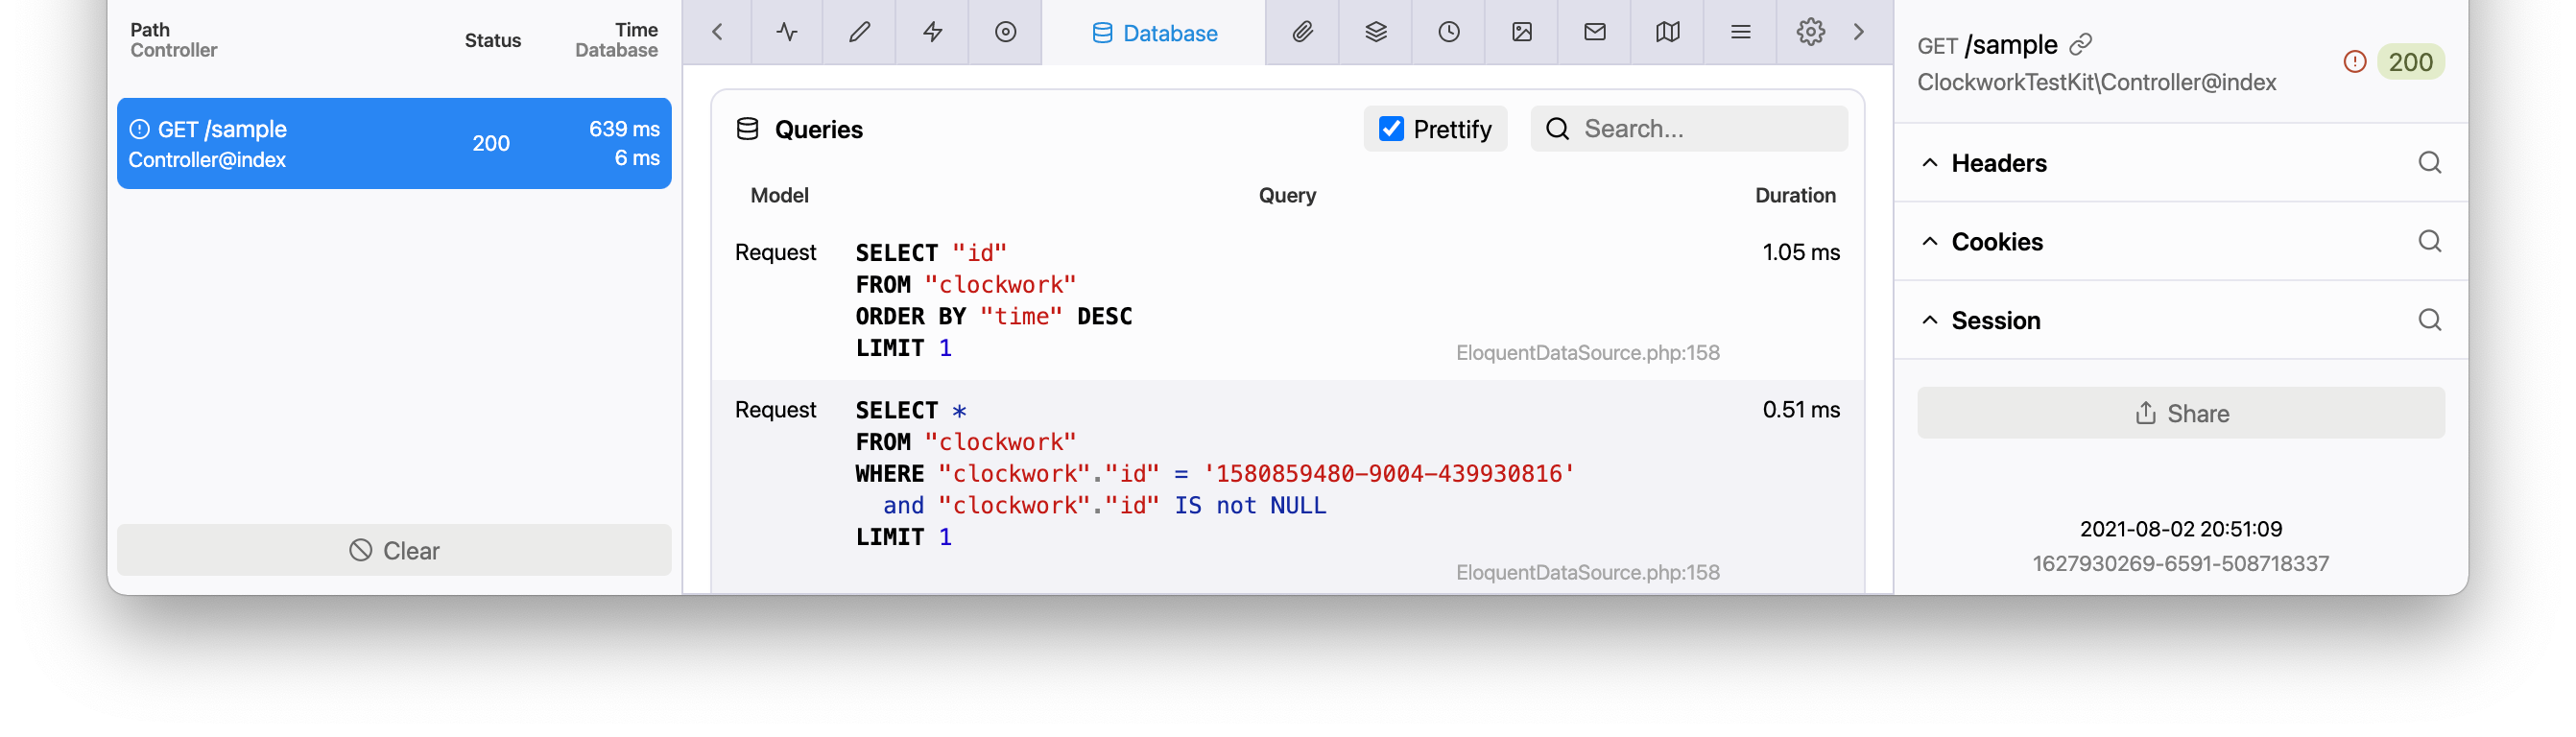 Path
Controller
Status
Time
Database
GET /sample
Controller@index
200
639 ms
6 ms
Clear
Database
Queries
Prettify
Search...
Model
Query
Duration
Request
SELECT "id"
FROM "clockwork"
ORDER BY "time" DESC
LIMIT 1
1.05 ms
EloquentDataSource.php:158
Request
SELECT *
FROM "clockwork"
WHERE "clockwork"."id" = '1580859480-9004-439930816'
and "clockwork"."id" IS not NULL
LIMIT 1
0.51 ms
EloquentDataSource.php:158
GET /sample
ClockworkTestKit\Controller@index
200
Headers
Cookies
Session
Share
2021-08-02 20:51:09
1627930269-6591-508718337